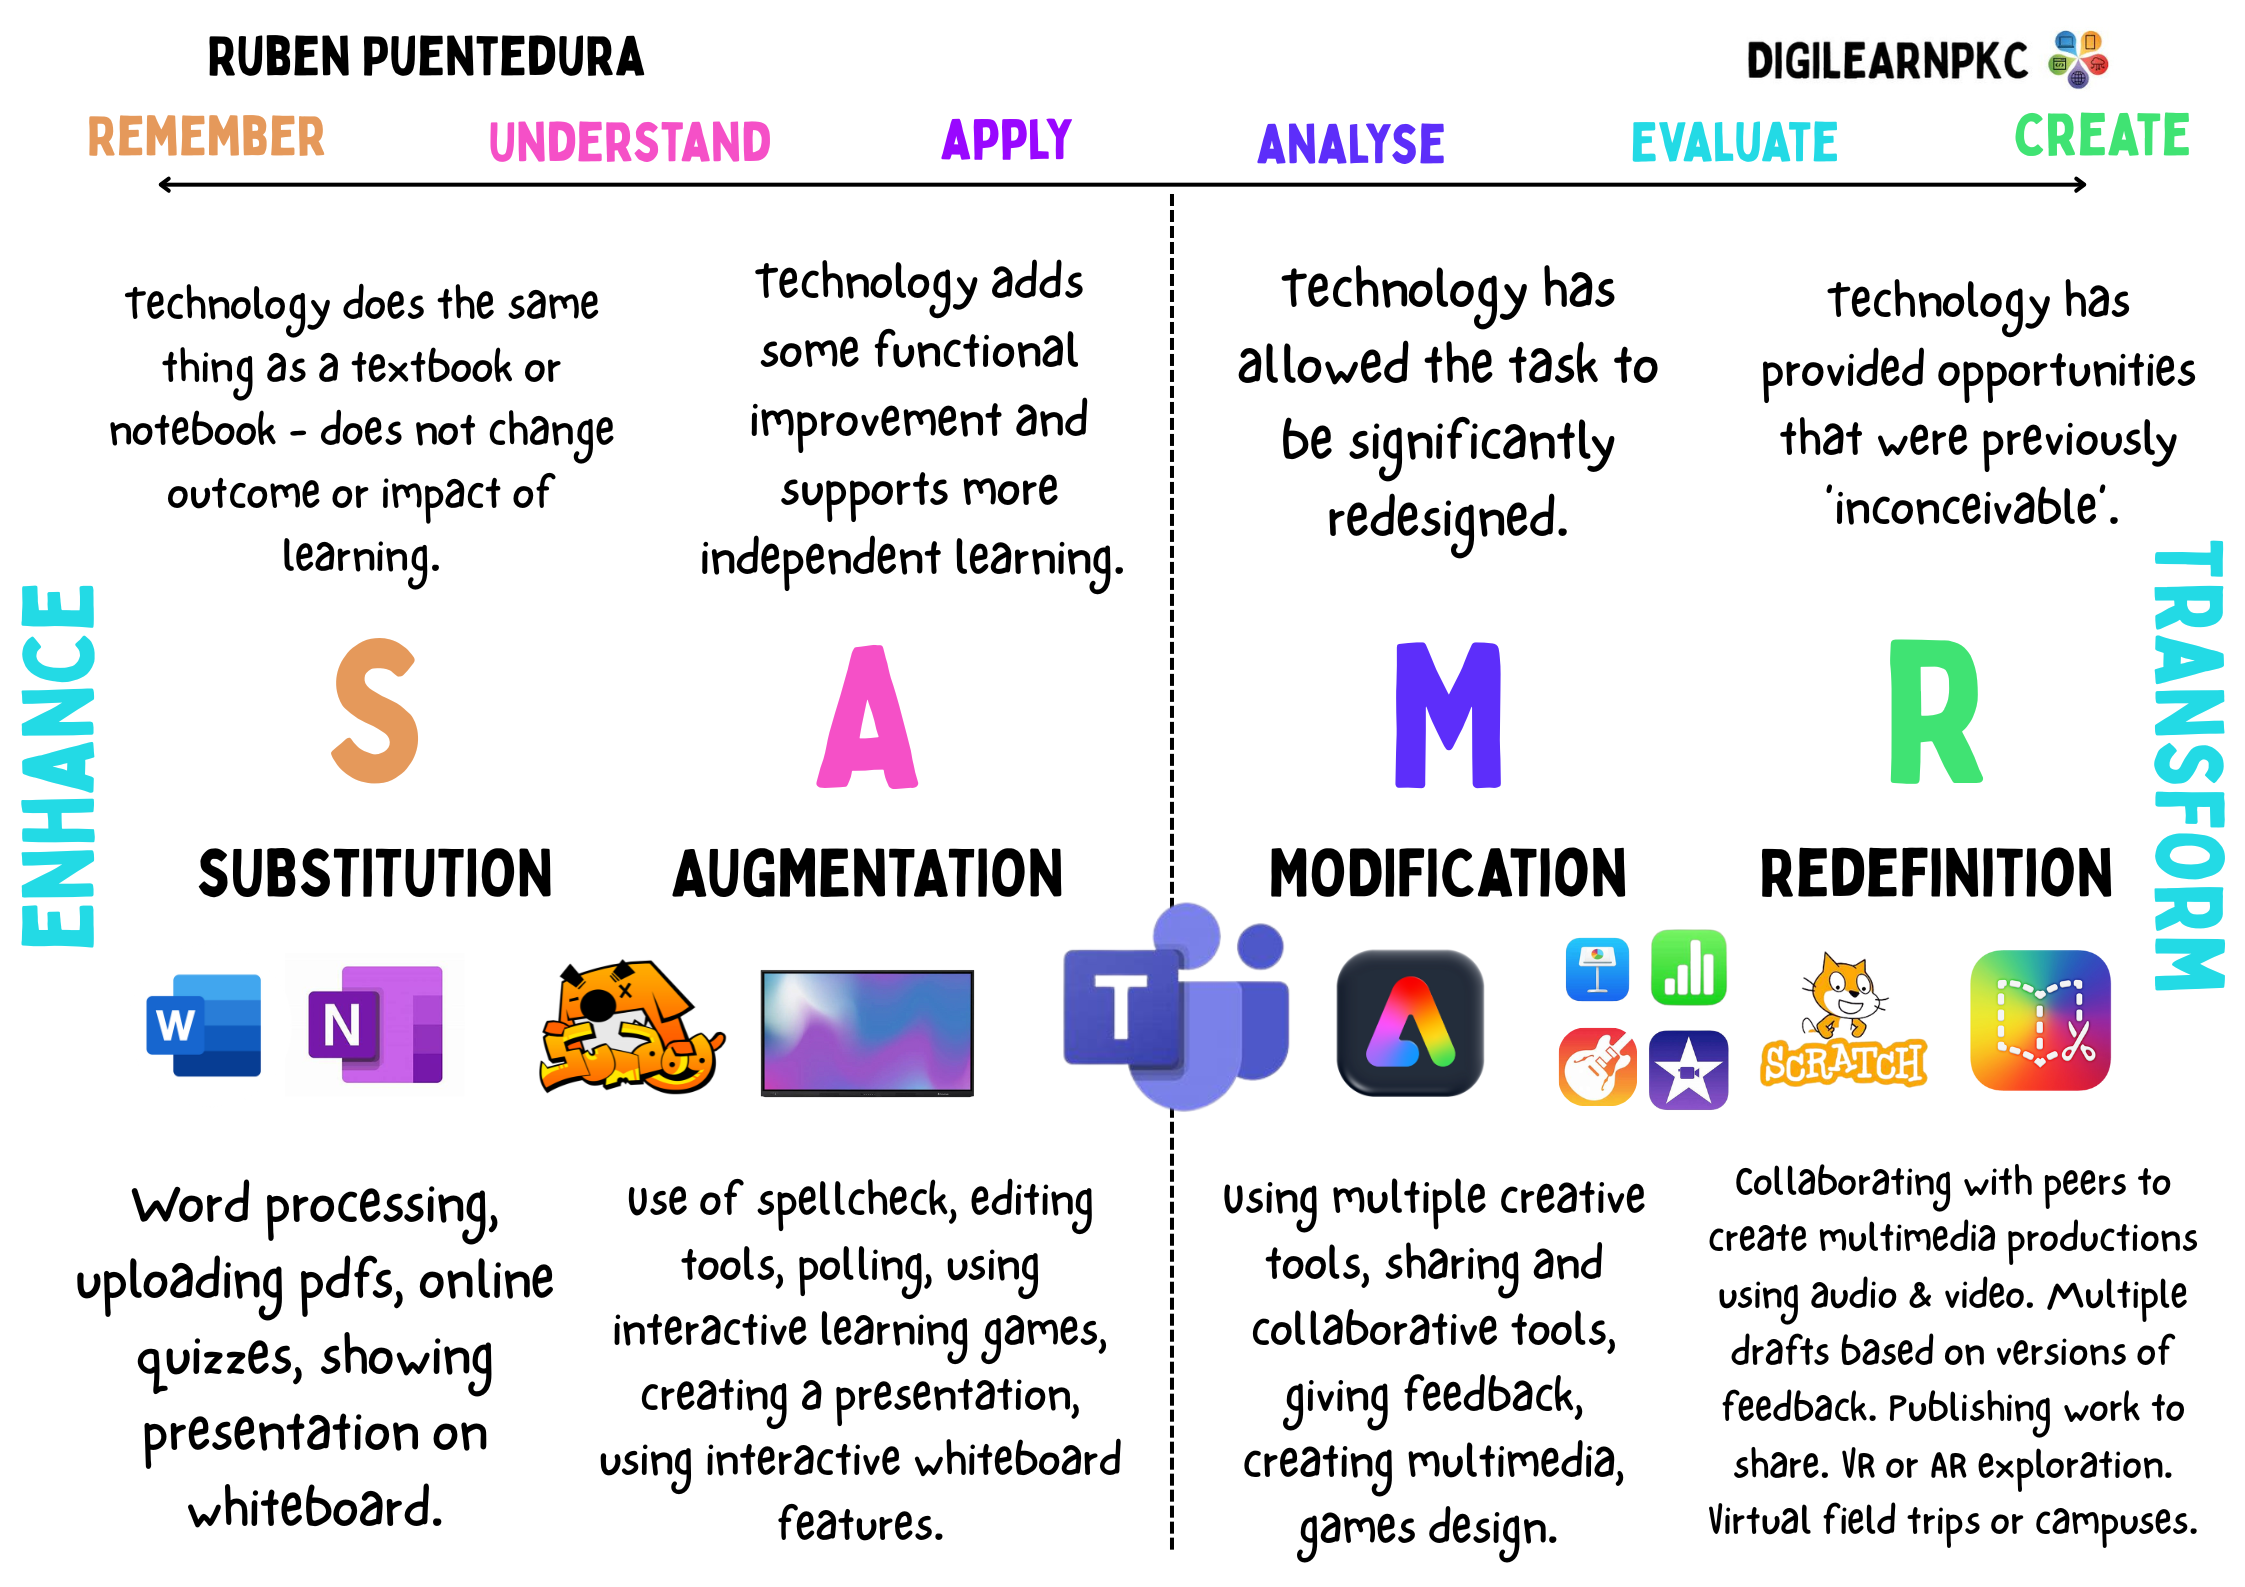 RUBEN PUENTEDURA
DIGILEARNPKC
REMEMBER
UNDERSTAND
APPLY
ANALYSE
EVALUATE
CREATE
Technology does the same
thing as a textbook or
notebook - does not change
outcome or impact of
learning.
Technology adds
some functional
improvement and
supports more
independent learning.
Technology has
allowed the task to
be significantly
redesigned.
Technology has
provided opportunities
that were previously
'inconceivable'.
ENHANCE
S
A
M
R
TRANSFORM
SUBSTITUTION
AUGMENTATION
MODIFICATION
REDEFINITION
W
N
SUMDOG
T
SCRATCH
Word processing,
uploading pdfs, online
quizzes, showing
presentation on
whiteboard.
Use of spellcheck, editing
tools, polling, using
interactive learning games,
creating a presentation,
using interactive whiteboard
features.
Using multiple creative
tools, sharing and
collaborative tools,
giving feedback,
creating multimedia,
games design.
Collaborating with peers to
create multimedia productions
using audio & video. Multiple
drafts based on versions of
feedback. Publishing work to
share. VR or AR exploration.
Virtual field trips or campuses.